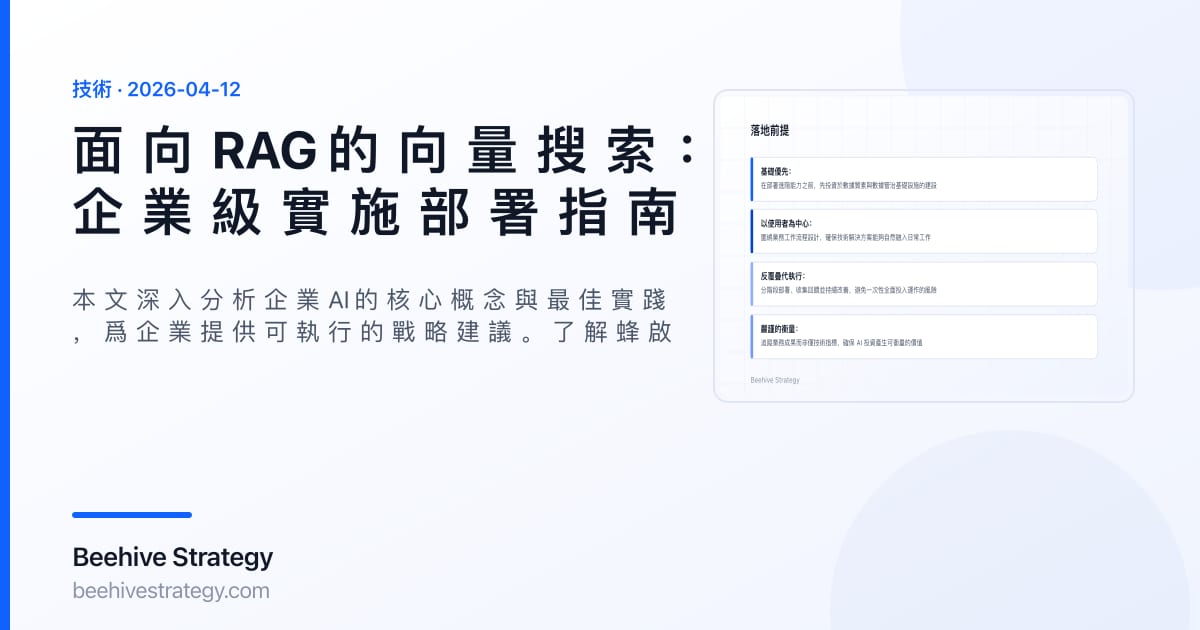 技術 · 2026-04-12
面向RAG的向量搜索：
企業級實施部署指南
本文深入分析企業AI的核心概念與最佳實踐
，爲企業提供可執行的戰略建議。了解蜂啟
Beehive Strategy
beehivestrategy.com
落地前提
基礎優先：
在部署進階能力之前，先投資於數據質素與數據管治基礎設施的建設
以使用者為中心：
圍繞業務工作流程設計，確保技術解決方案能夠自然融入日常工作
反覆疊代執行：
分階段部署、收集回饋並持續改善，避免一次性全面投入運作的風險
嚴謹的衡量：
追蹤業務成果而非僅技術指標，確保 AI 投資產生可衡量的價值
Beehive Strategy